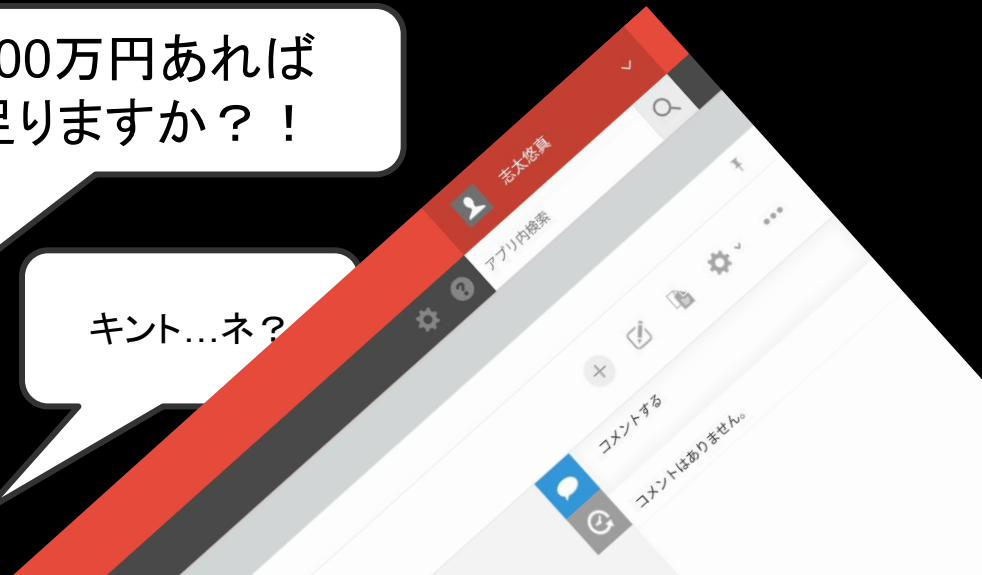 00万円あれば
足りますか？！
キント…ネ？
志太悠真
アプリ内検索
コメントする
コメントはありません。